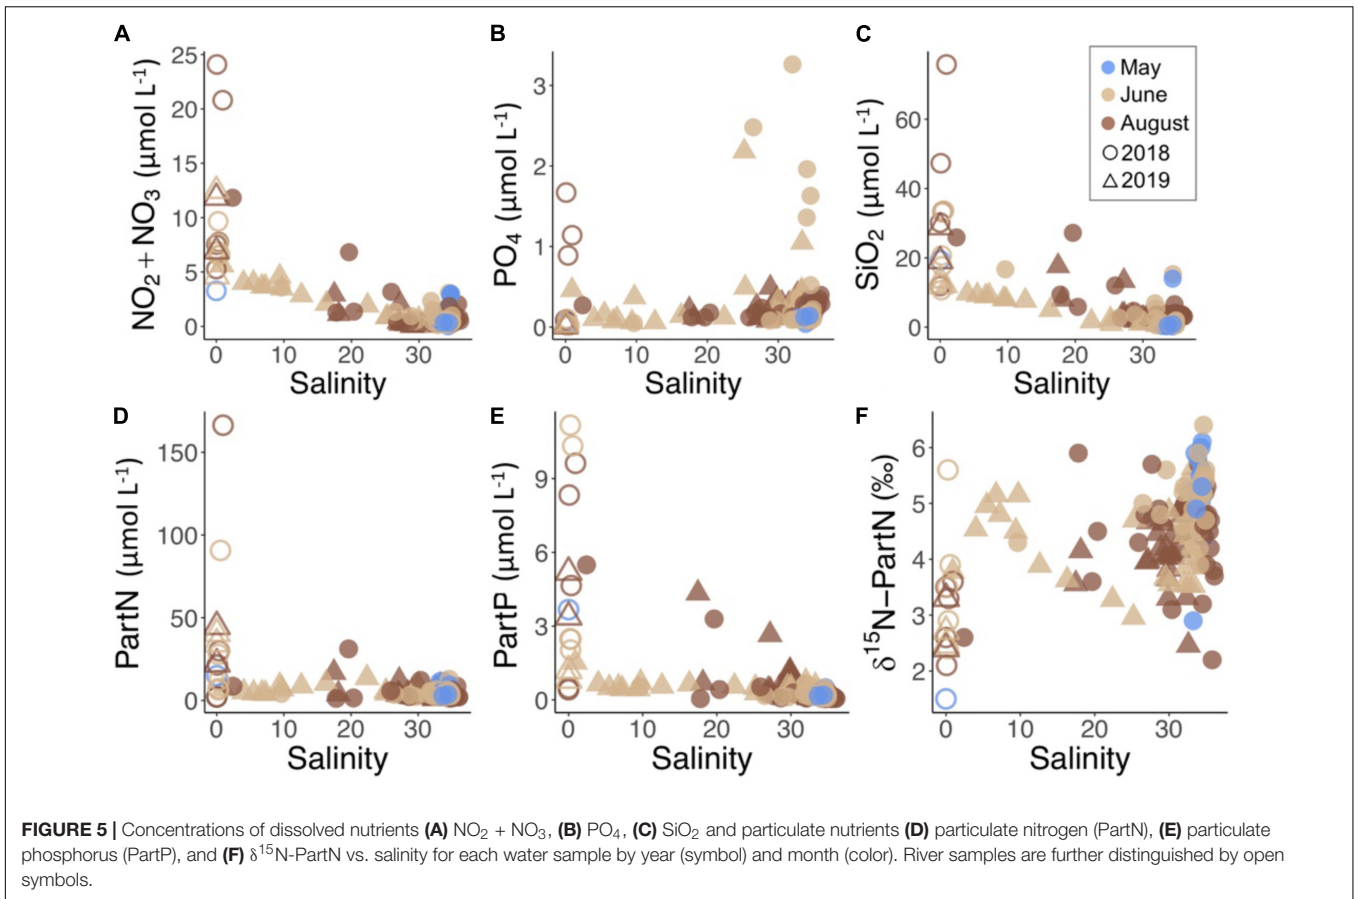 A
B
C
25
20
15
10
5
0
NO2 + NO3 (µmol L-1)
0 10 20 30
Salinity
3
2
1
0
PO4 (µmol L-1)
0 10 20 30
Salinity
60
40
20
0
SiO2 (µmol L-1)
0 10 20 30
Salinity
May
June
August
2018
2019
D
E
F
150
100
50
0
PartN (µmol L-1)
0 10 20 30
Salinity
9
6
3
0
PartP (µmol L-1)
0 10 20 30
Salinity
6
5
4
3
2
δ15N–PartN (‰)
0 10 20 30
Salinity
FIGURE 5 | Concentrations of dissolved nutrients (A) NO2 + NO3, (B) PO4, (C) SiO2 and particulate nutrients (D) particulate nitrogen (PartN), (E) particulate
phosphorus (PartP), and (F) δ15N-PartN vs. salinity for each water sample by year (symbol) and month (color). River samples are further distinguished by open
symbols.